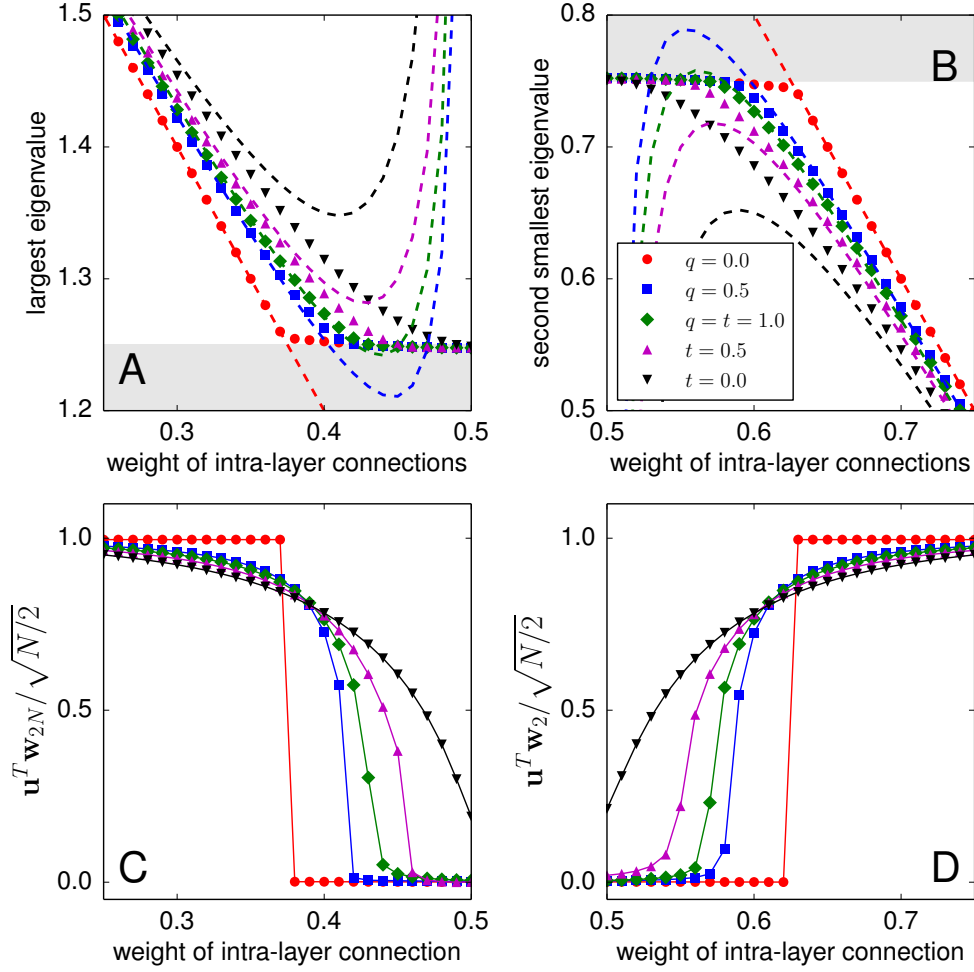 1.5
1.4
1.3
1.2
largest eigenvalue
A
0.3
0.4
0.5
weight of intra-layer connections
0.8
0.7
0.6
0.5
second smallest eigenvalue
B
q = 0.0
q = 0.5
q = t = 1.0
t = 0.5
t = 0.0
0.5
0.6
0.7
weight of intra-layer connections
1.0
0.5
0.0
u^T w_{2N} / √(N/2)
C
0.3
0.4
0.5
weight of intra-layer connection
1.0
0.5
0.0
u^T w_2 / √(N/2)
D
0.5
0.6
0.7
weight of intra-layer connection